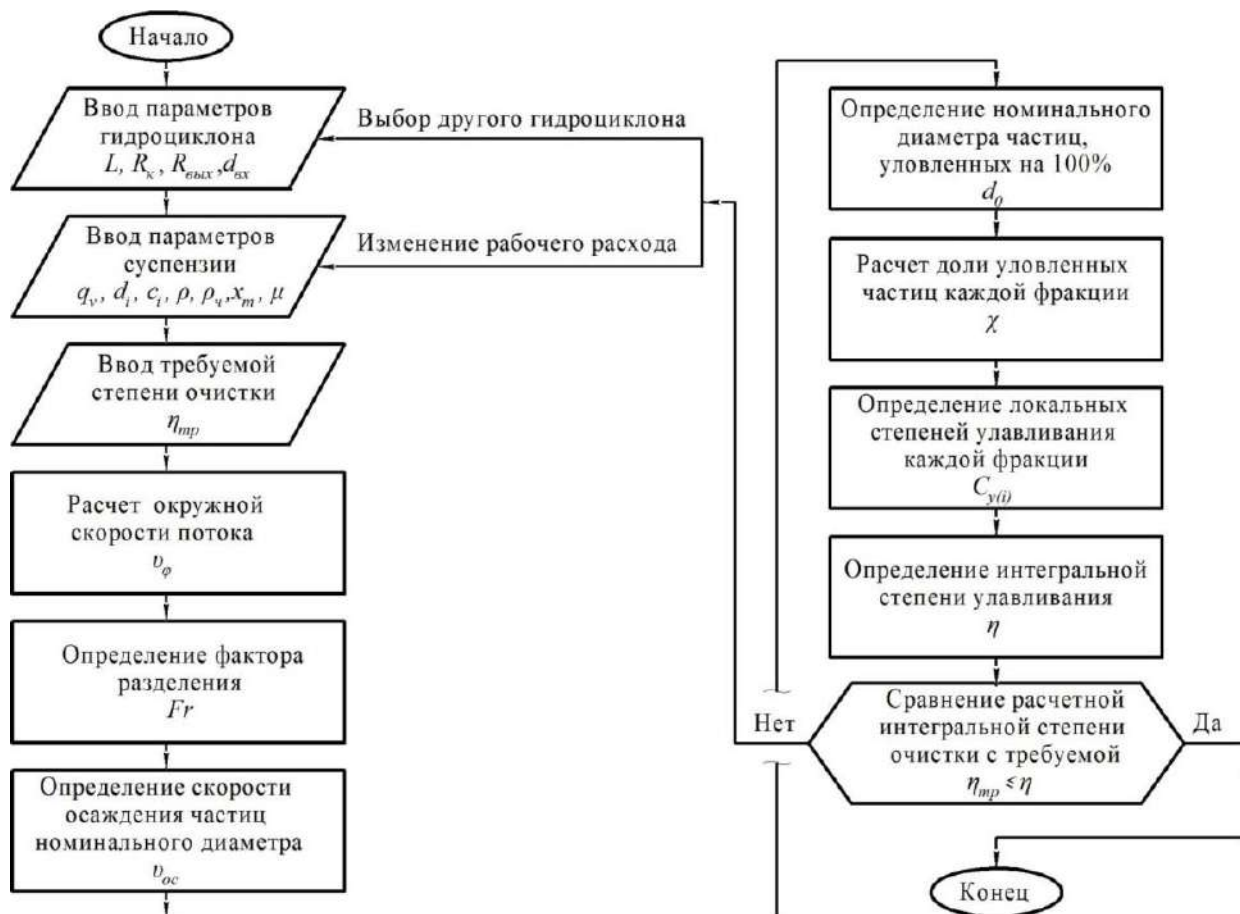 Начало
Ввод параметров
гидроциклона
L, Rк, Rвых, dвх
Выбор другого гидроциклона
Ввод параметров
суспензии
qv, di, ci, ρ, ρч, xm, μ
Изменение рабочего расхода
Ввод требуемой
степени очистки
ηтр
Расчет окружной
скорости потока
υφ
Определение фактора
разделения
Fr
Определение скорости
осаждения частиц
номинального диаметра
υос
Определение номинального
диаметра частиц,
уловленных на 100%
d0
Расчет доли уловленных
частиц каждой фракции
χ
Определение локальных
степеней улавливания
каждой фракции
Cу(i)
Определение интегральной
степени улавливания
η
Нет
Сравнение расчетной
интегральной степени
очистки с требуемой
ηтр ≤ η
Да
Конец